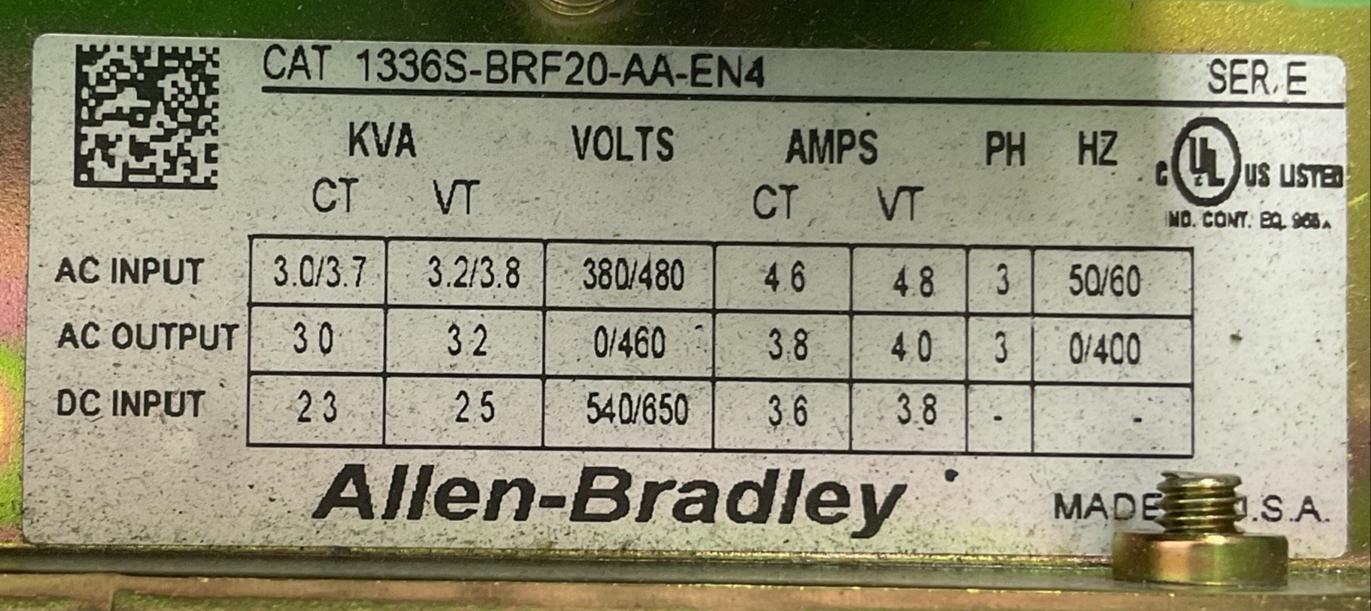 CAT 1336S-BRF20-AA-EN4 SER. E
KVA VOLTS AMPS PH HZ
CT VT CT VT
C UL US LISTED
IND. CONT. EQ. 966A
AC INPUT 3.0/3.7 3.2/3.8 380/480 4 6 4.8 3 50/60
AC OUTPUT 3 0 3 2 0/460 3.8 4 0 3 0/400
DC INPUT 2 3 2 5 540/650 3 6 3.8 - -
Allen-Bradley
MADE .S.A.